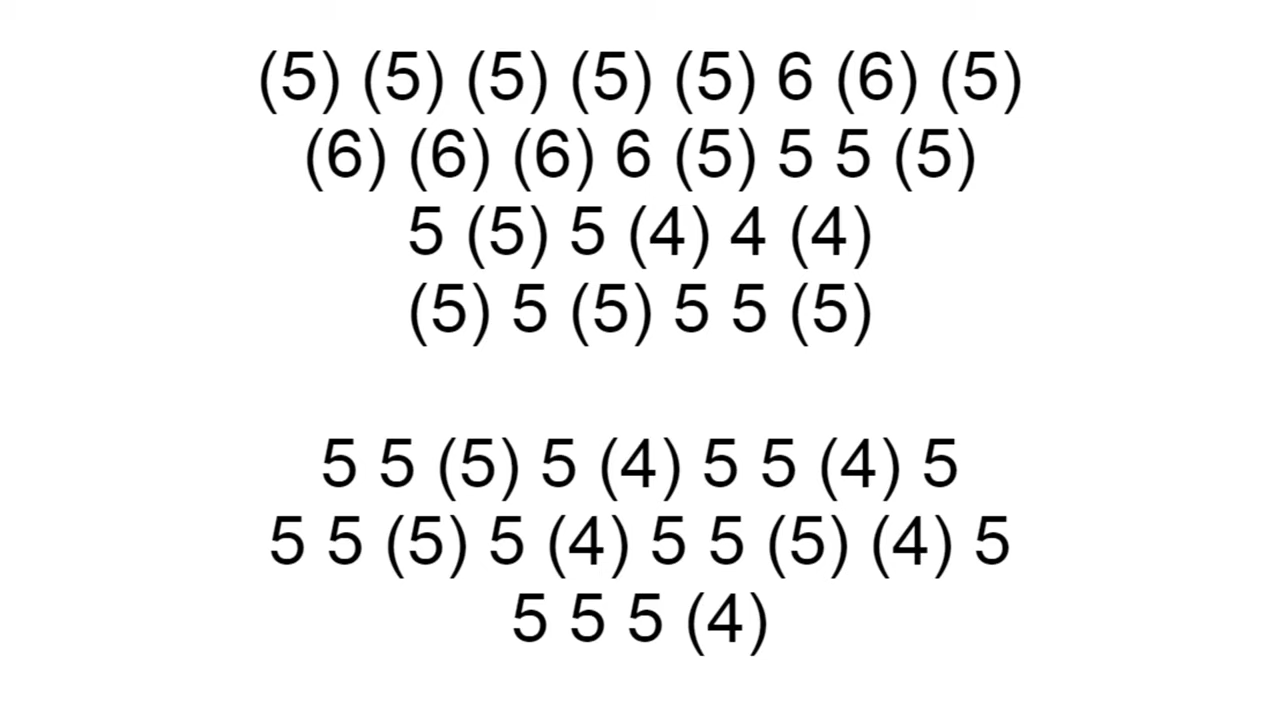 (5) (5) (5) (5) (5) 6 (6) (5)
(6) (6) (6) 6 (5) 5 5 (5)
5 (5) 5 (4) 4 (4)
(5) 5 (5) 5 5 (5)
5 5 (5) 5 (4) 5 5 (4) 5
5 5 (5) 5 (4) 5 5 (5) (4) 5
5 5 5 (4)